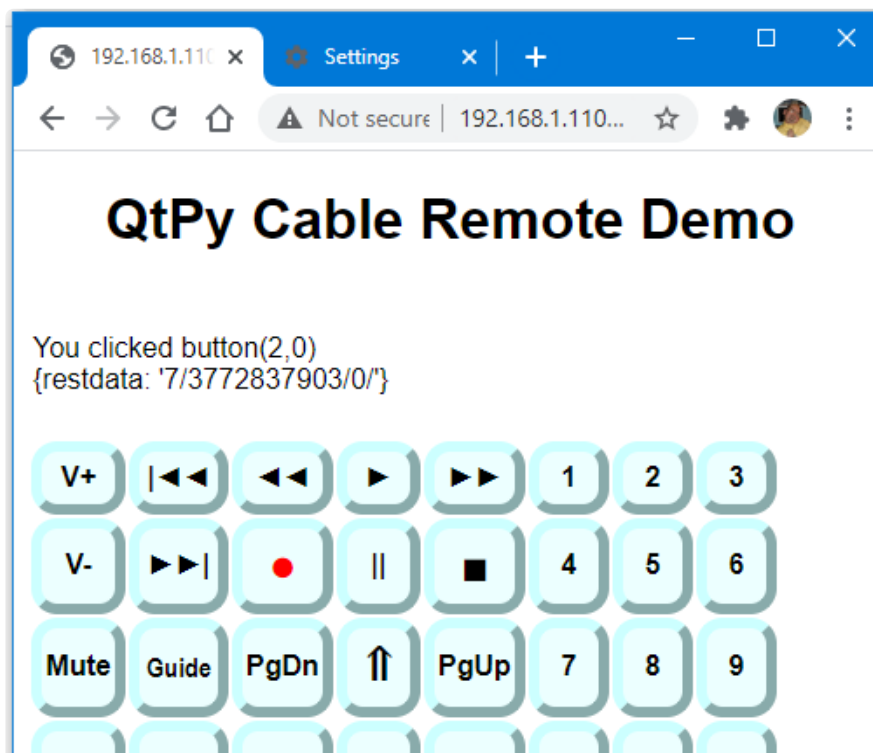 192.168.1.110 Settings
Not secure 192.168.1.110...
QtPy Cable Remote Demo
You clicked button(2,0)
{restdata: '7/3772837903/0/'}
V+ |◄◄ ◄◄ ► ►► 1 2 3
V- ►►| ● || ■ 4 5 6
Mute Guide PgDn ⇑ PgUp 7 8 9